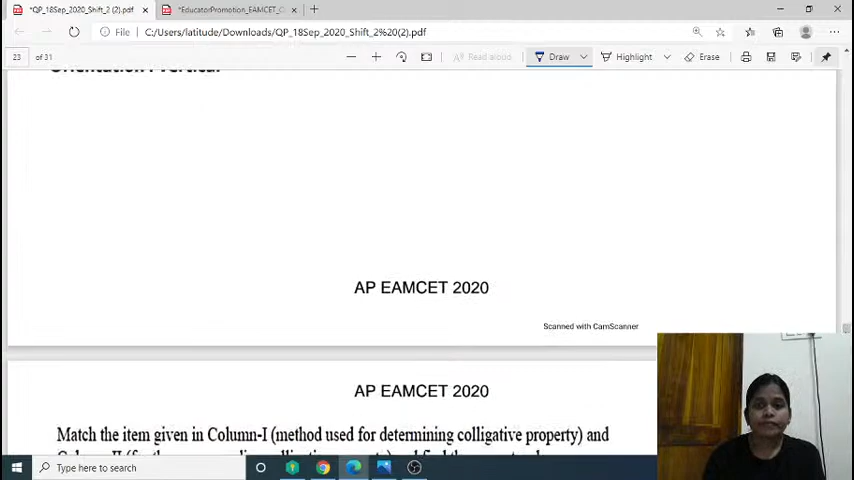 *QP_18Sep_2020_Shift_2 (2).pdf
*EducatorPromotion_EAMCET_
File
C:/Users/latitude/Downloads/QP_18Sep_2020_Shift_2%20(2).pdf
23 of 31
Read aloud
Draw
Highlight
Erase
Orientation : Vertical
AP EAMCET 2020
Scanned with CamScanner
AP EAMCET 2020
Match the item given in Column-I (method used for determining colligative property) and
Type here to search